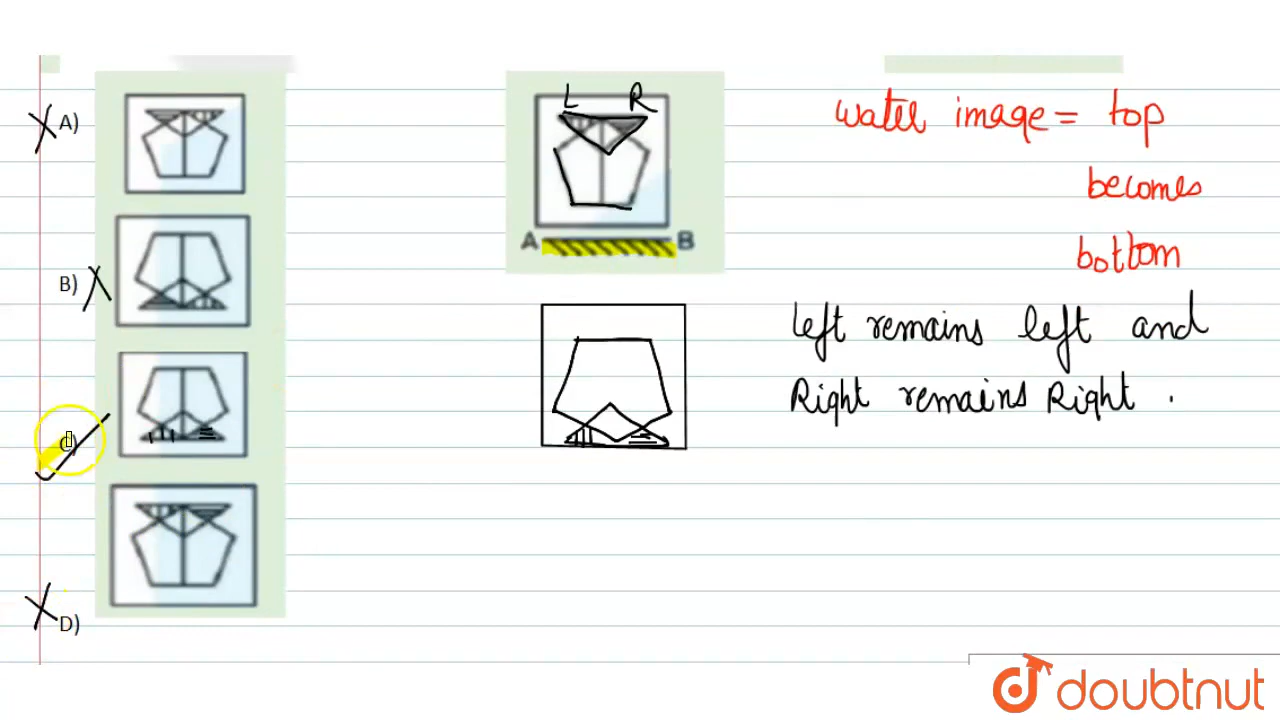 A)
L R
water image = top
becomes
bottom
A B
B)
left remains left and
Right remains Right .
C)
D)
doubtnut